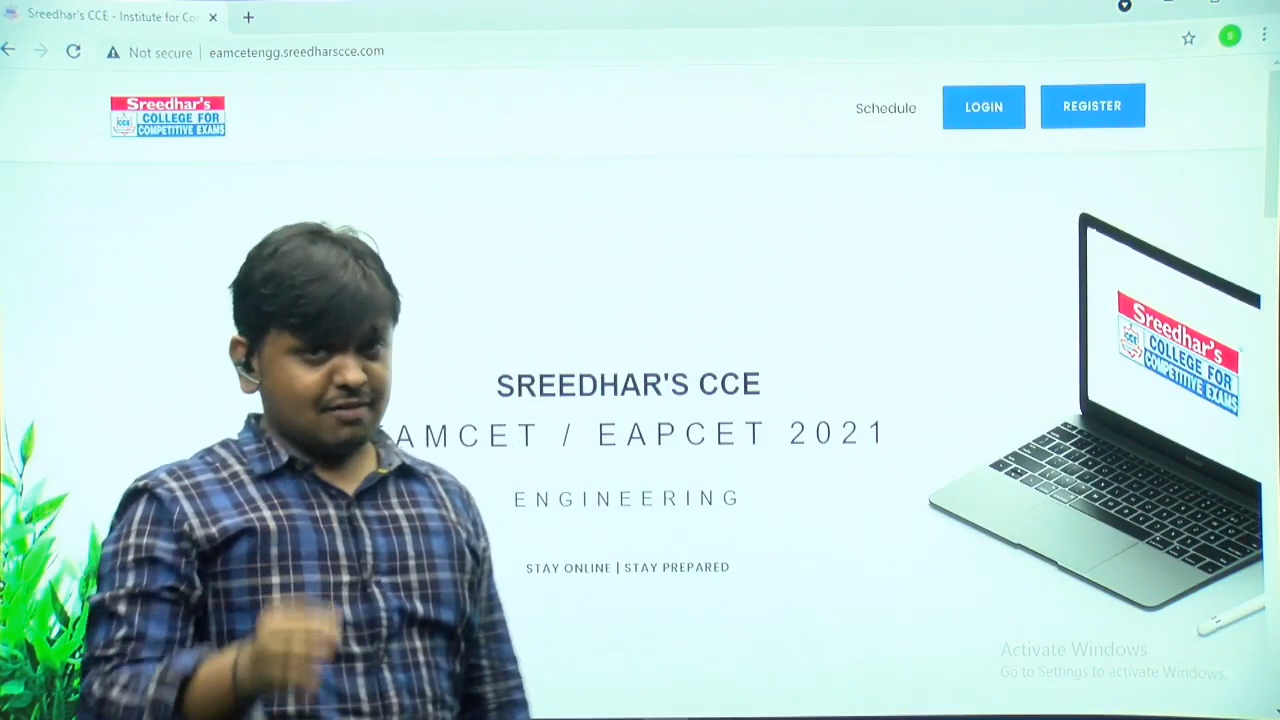 Sreedhar's CCE - Institute for Co
Not secure
eamcetengg.sreedharscce.com
Sreedhar's
CCE
COLLEGE FOR
COMPETITIVE EXAMS
Schedule
LOGIN
REGISTER
SREEDHAR'S CCE
AMCET / EAPCET 2021
ENGINEERING
STAY ONLINE | STAY PREPARED
Sreedhar's
CCE
COLLEGE FOR
COMPETITIVE EXAMS
Activate Windows
Go to Settings to activate Windows.